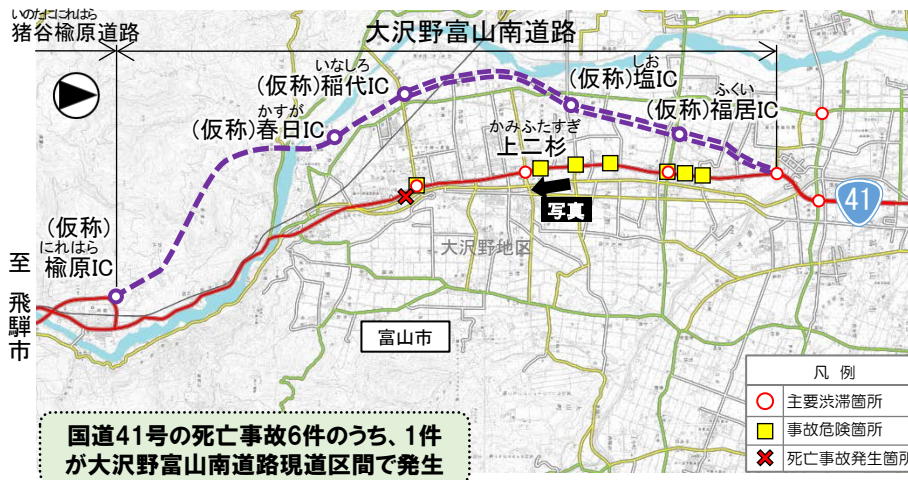 いのたににれはら
猪谷楡原道路
大沢野富山南道路
いなしろ
(仮称)稲代IC
しお
(仮称)塩IC
かすが
(仮称)春日IC
ふくい
(仮称)福居IC
かみふたすぎ
上二杉
写真
41
(仮称)
にれはら
楡原IC
大沢野地区
至 飛騨市
富山市
凡 例
主要渋滞箇所
事故危険箇所
死亡事故発生箇所
国道41号の死亡事故6件のうち、1件
が大沢野富山南道路現道区間で発生